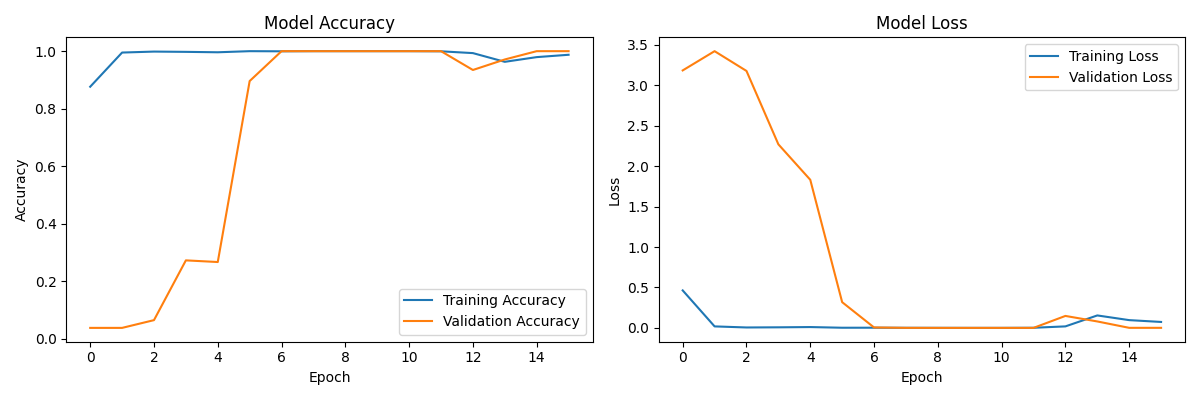 Model Accuracy
Accuracy
1.0
0.8
0.6
0.4
0.2
0.0
Training Accuracy
Validation Accuracy
0 2 4 6 8 10 12 14
Epoch
Model Loss
Loss
3.5
3.0
2.5
2.0
1.5
1.0
0.5
0.0
Training Loss
Validation Loss
0 2 4 6 8 10 12 14
Epoch